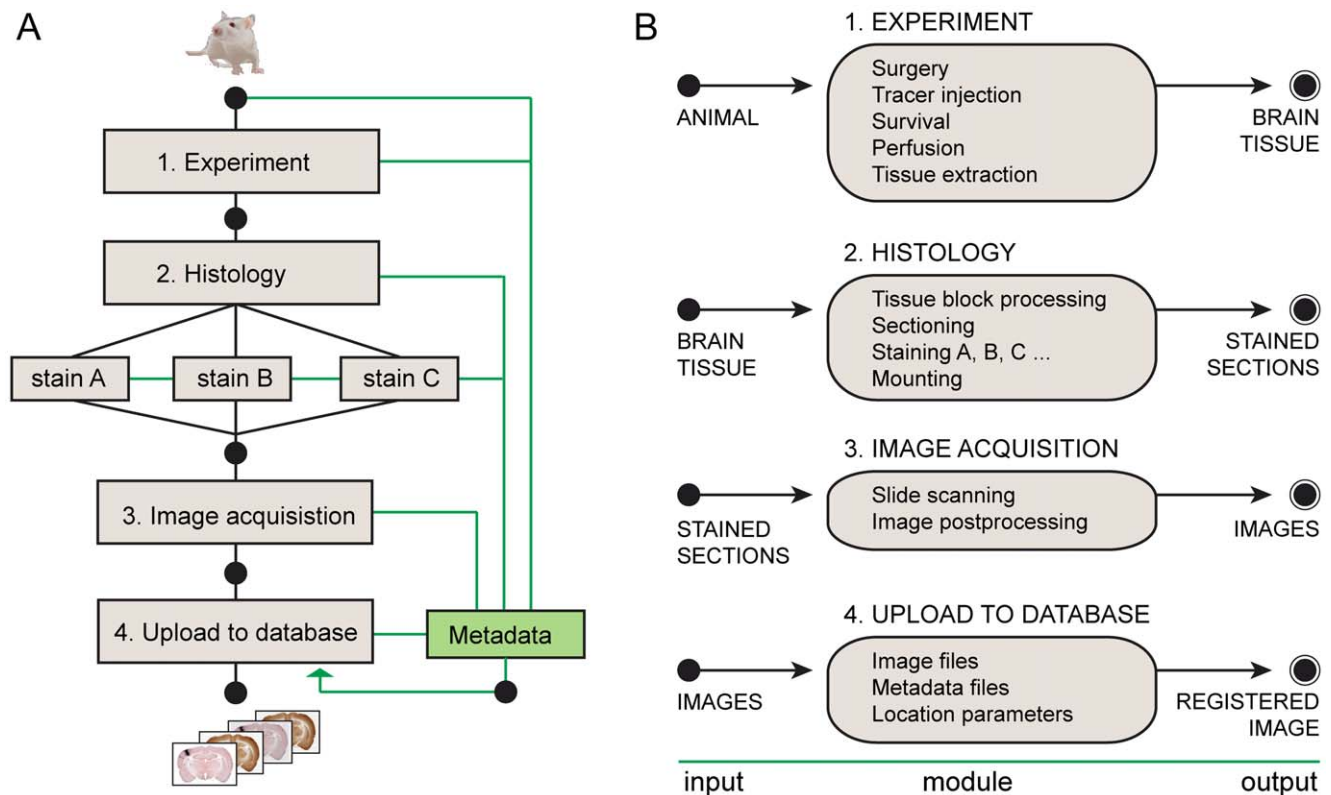 A
1. Experiment
2. Histology
stain A
stain B
stain C
3. Image acquisistion
4. Upload to database
Metadata
B
1. EXPERIMENT
ANIMAL
Surgery
Tracer injection
Survival
Perfusion
Tissue extraction
BRAIN
TISSUE
2. HISTOLOGY
BRAIN
TISSUE
Tissue block processing
Sectioning
Staining A, B, C ...
Mounting
STAINED
SECTIONS
3. IMAGE ACQUISITION
STAINED
SECTIONS
Slide scanning
Image postprocessing
IMAGES
4. UPLOAD TO DATABASE
IMAGES
Image files
Metadata files
Location parameters
REGISTERED
IMAGE
input
module
output